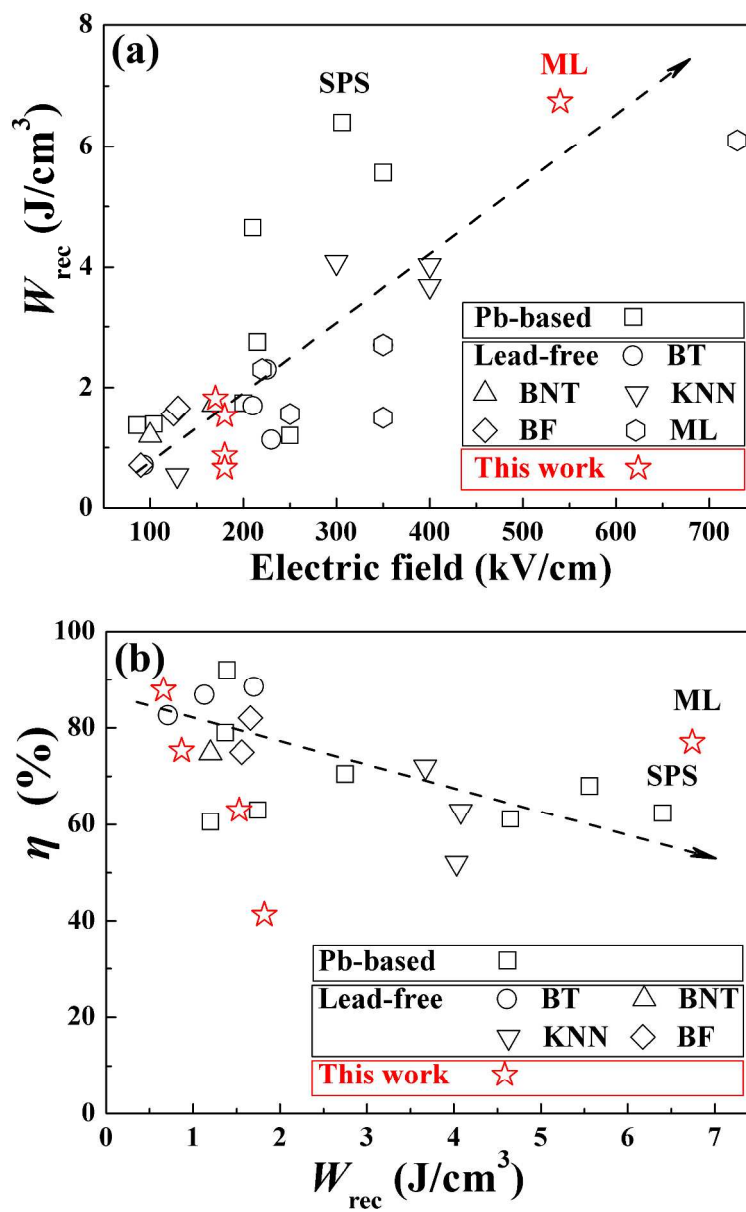 (a)
SPS
ML
W_rec (J/cm³)
8
6
4
2
0
Pb-based
Lead-free BT
BNT KNN
BF ML
This work
100 200 300 400 500 600 700
Electric field (kV/cm)
(b)
ML
SPS
η (%)
100
80
60
40
20
0
Pb-based
Lead-free BT BNT
KNN BF
This work
0 1 2 3 4 5 6 7
W_rec (J/cm³)